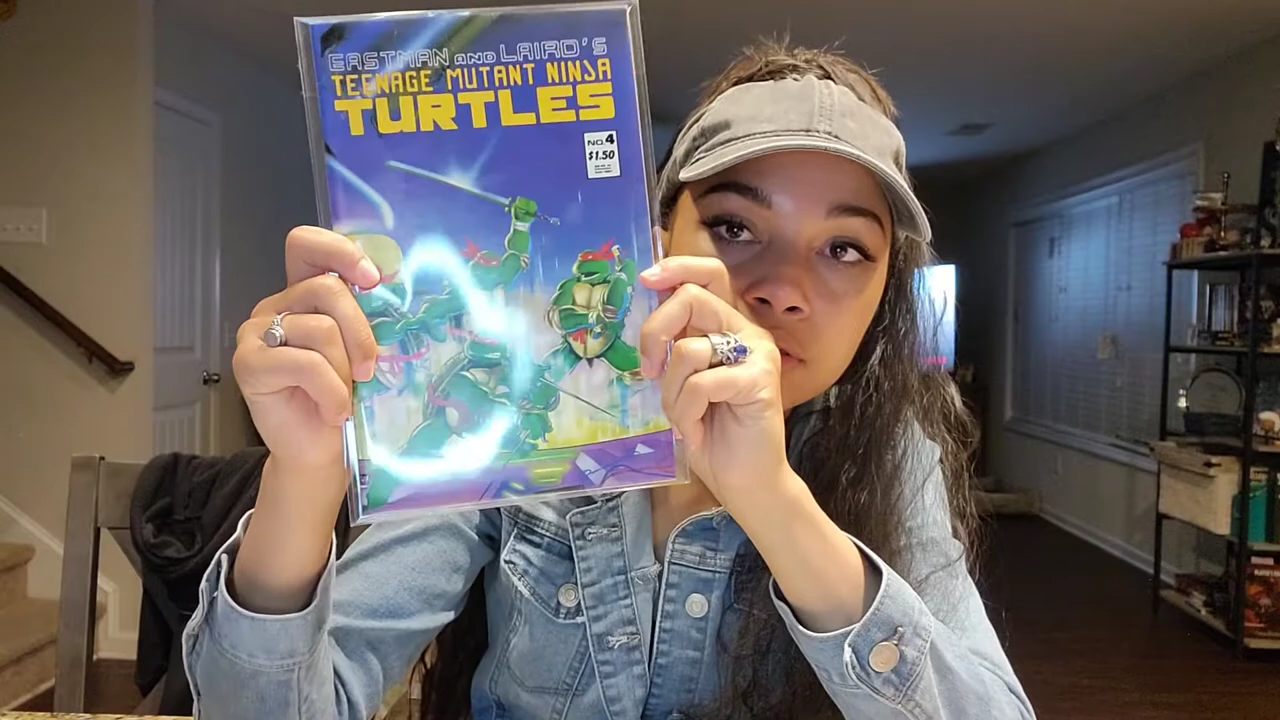 EASTMAN AND LAIRD'S
TEENAGE MUTANT NINJA
TURTLES
NO.4
$1.50